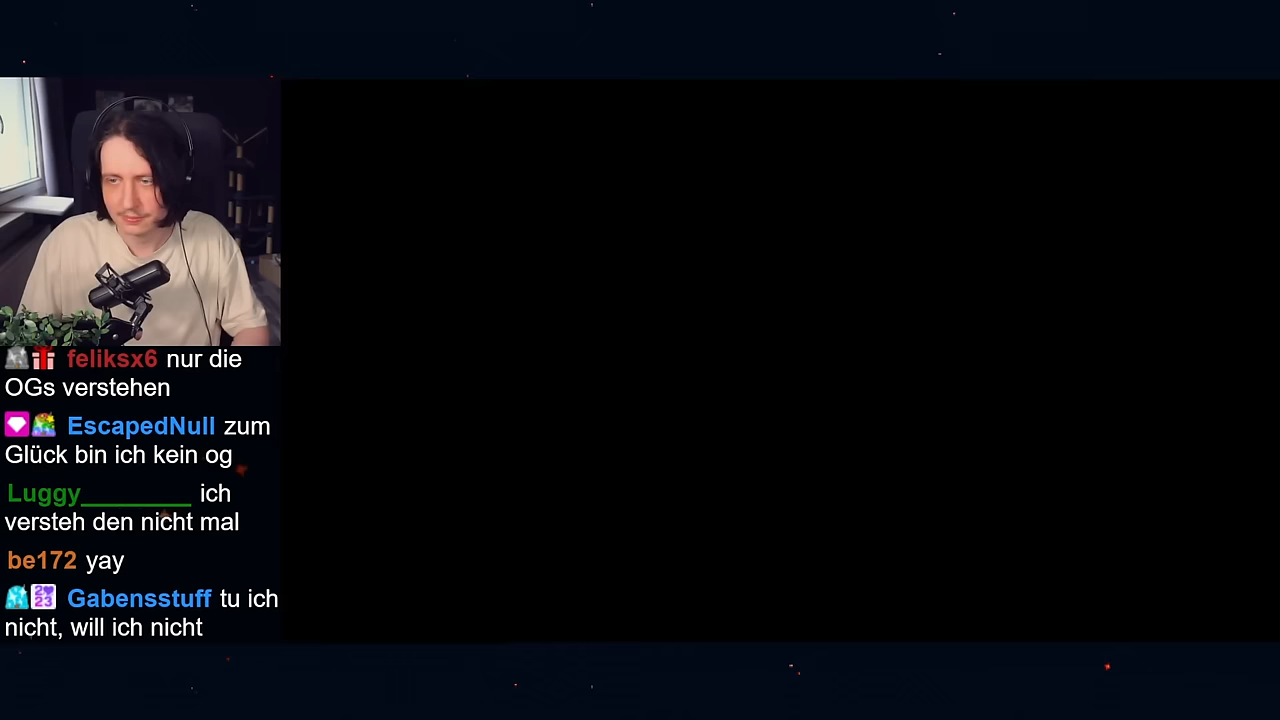 feliksx6 nur die
OGs verstehen
EscapedNull zum
Glück bin ich kein og
Luggy________ ich
versteh den nicht mal
be172 yay
Gabensstuff tu ich
nicht, will ich nicht